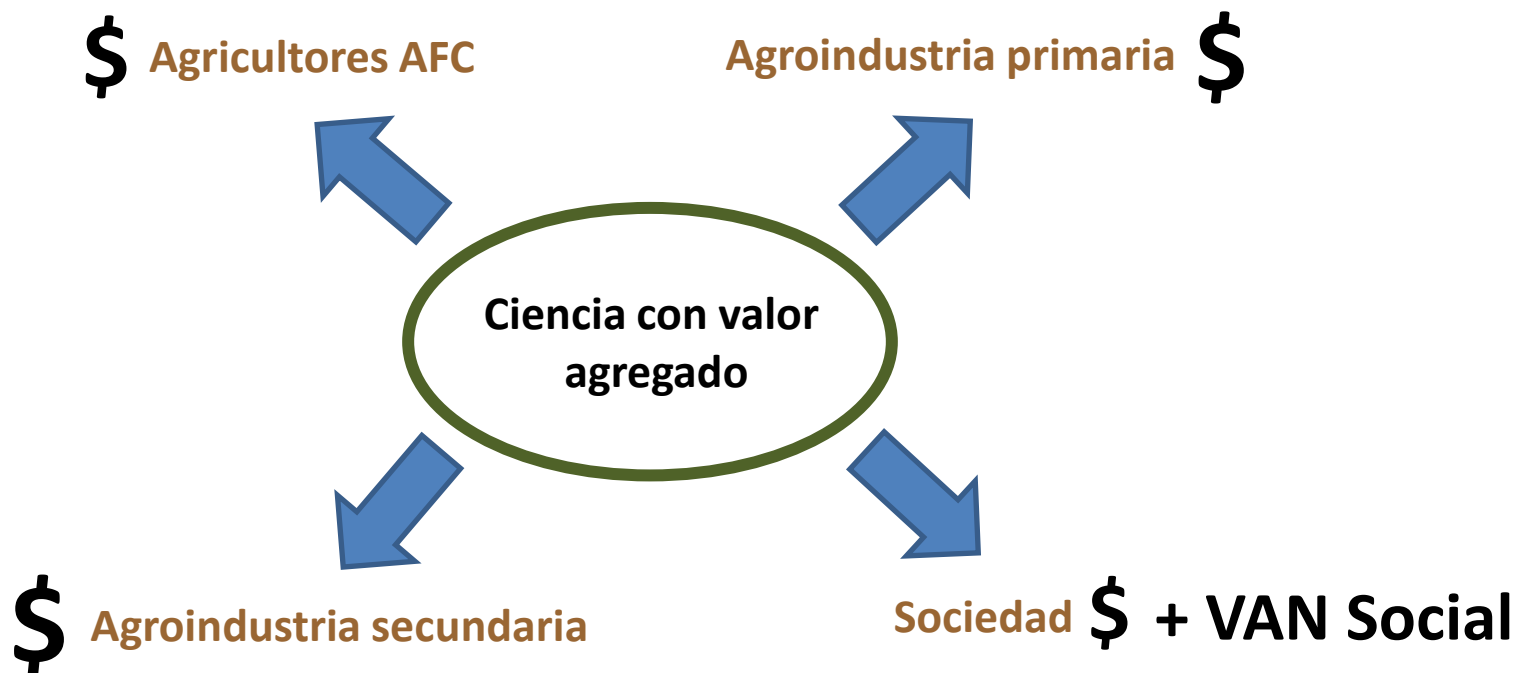 $ Agricultores AFC
Agroindustria primaria $
Ciencia con valor
agregado
$ Agroindustria secundaria
Sociedad $ + VAN Social